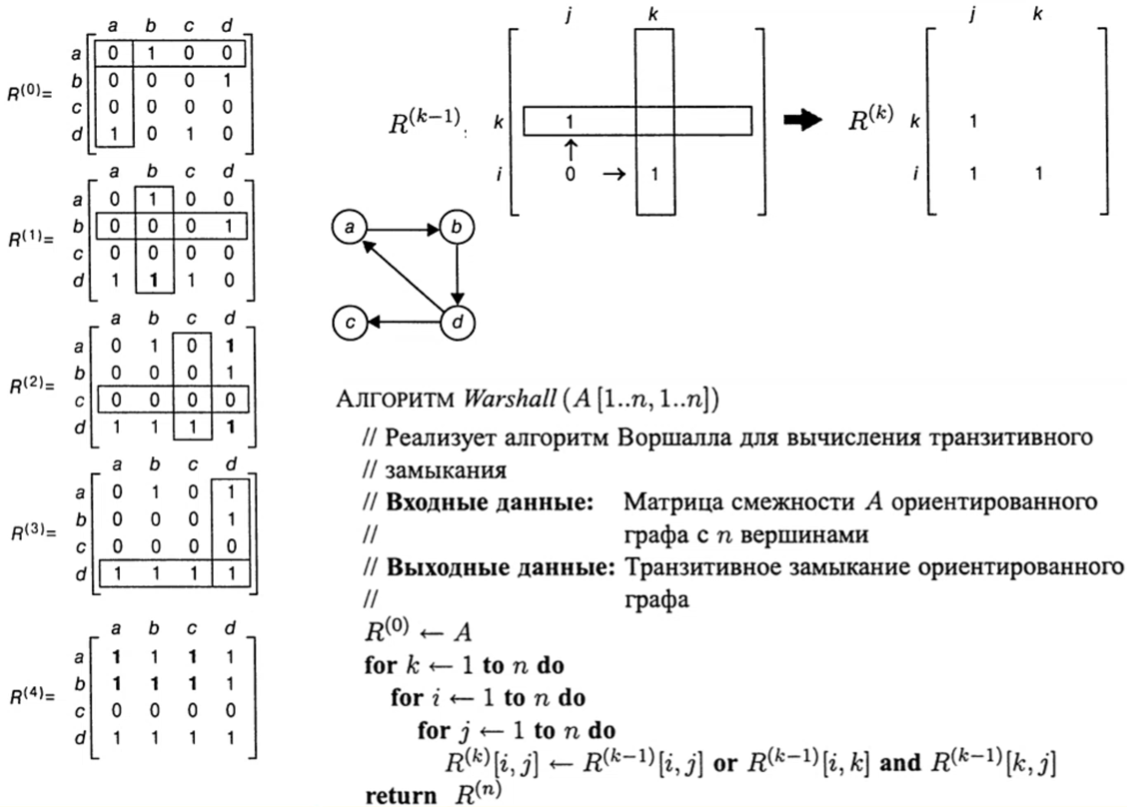 a b c d
a 0 1 0 0
R(0)= b 0 0 0 1
c 0 0 0 0
d 1 0 1 0
a b c d
a 0 1 0 0
R(1)= b 0 0 0 1
c 0 0 0 0
d 1 1 1 0
a b c d
a 0 1 0 1
R(2)= b 0 0 0 1
c 0 0 0 0
d 1 1 1 1
a b c d
a 0 1 0 1
R(3)= b 0 0 0 1
c 0 0 0 0
d 1 1 1 1
a b c d
a 1 1 1 1
R(4)= b 1 1 1 1
c 0 0 0 0
d 1 1 1 1
j k
R(k−1): k 1
↑
i 0 → 1
j k
R(k) k 1
i 1 1
a b
c d
АЛГОРИТМ Warshall (A [1..n, 1..n])
// Реализует алгоритм Воршалла для вычисления транзитивного
// замыкания
// Входные данные: Матрица смежности A ориентированного
// графа с n вершинами
// Выходные данные: Транзитивное замыкание ориентированного
// графа
R(0) ← A
for k ← 1 to n do
for i ← 1 to n do
for j ← 1 to n do
R(k)[i, j] ← R(k−1)[i, j] or R(k−1)[i, k] and R(k−1)[k, j]
return R(n)